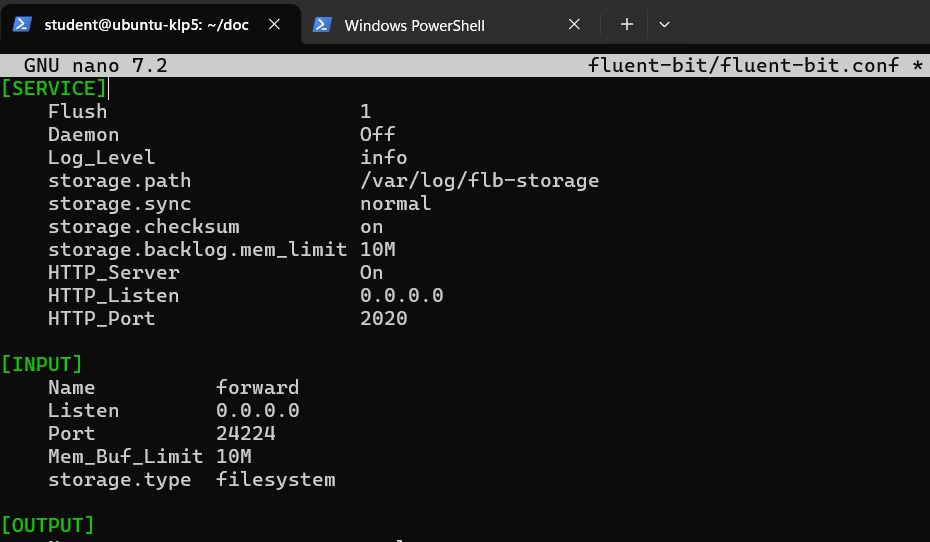 student@ubuntu-klp5: ~/doc
Windows PowerShell
GNU nano 7.2 fluent-bit/fluent-bit.conf *
[SERVICE]
Flush 1
Daemon Off
Log_Level info
storage.path /var/log/flb-storage
storage.sync normal
storage.checksum on
storage.backlog.mem_limit 10M
HTTP_Server On
HTTP_Listen 0.0.0.0
HTTP_Port 2020
[INPUT]
Name forward
Listen 0.0.0.0
Port 24224
Mem_Buf_Limit 10M
storage.type filesystem
[OUTPUT]